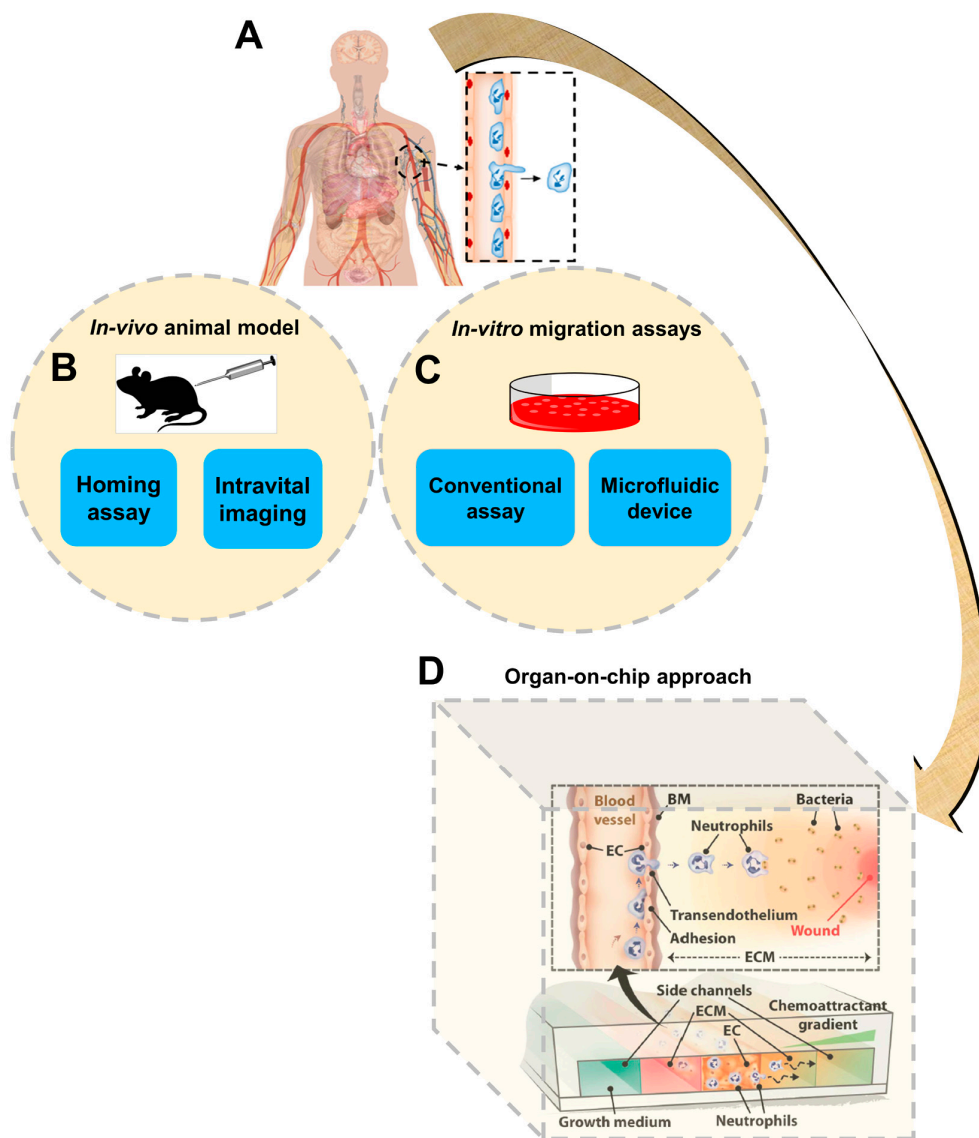 A
In-vivo animal model
B
Homing
assay
Intravital
imaging
In-vitro migration assays
C
Conventional
assay
Microfluidic
device
D
Organ-on-chip approach
Blood
vessel
BM
Bacteria
Neutrophils
EC
Transendothelium
Wound
Adhesion
ECM
Side channels
ECM
EC
Chemoattractant
gradient
Growth medium
Neutrophils